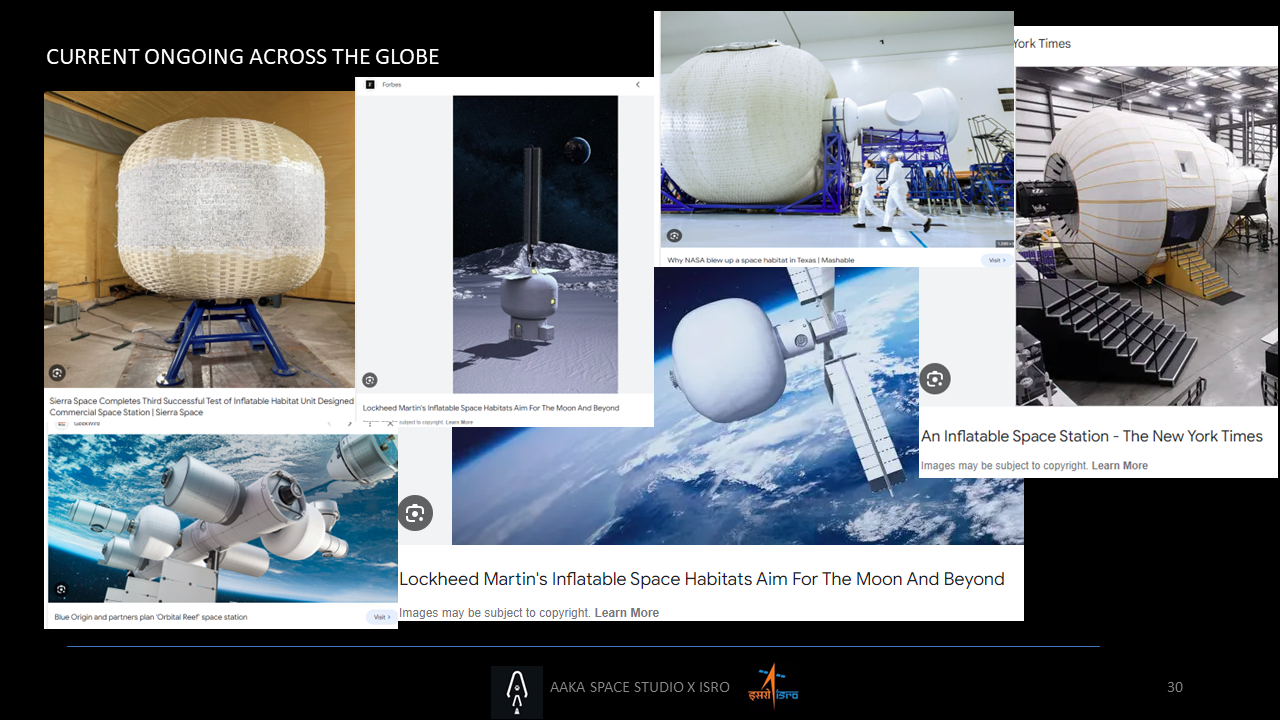 CURRENT ONGOING ACROSS THE GLOBE
Sierra Space Completes Third Successful Test of Inflatable Habitat Unit Designed
Commercial Space Station | Sierra Space
Forbes
Lockheed Martin's Inflatable Space Habitats Aim For The Moon And Beyond
subject to copyright. Learn More
Why NASA blew up a space habitat in Texas | Mashable
Visit >
York Times
An Inflatable Space Station - The New York Times
Images may be subject to copyright. Learn More
GeekWire
Blue Origin and partners plan 'Orbital Reef' space station
Visit >
Lockheed Martin's Inflatable Space Habitats Aim For The Moon And Beyond
Images may be subject to copyright. Learn More
AAKA SPACE STUDIO X ISRO
इसरो isro
30